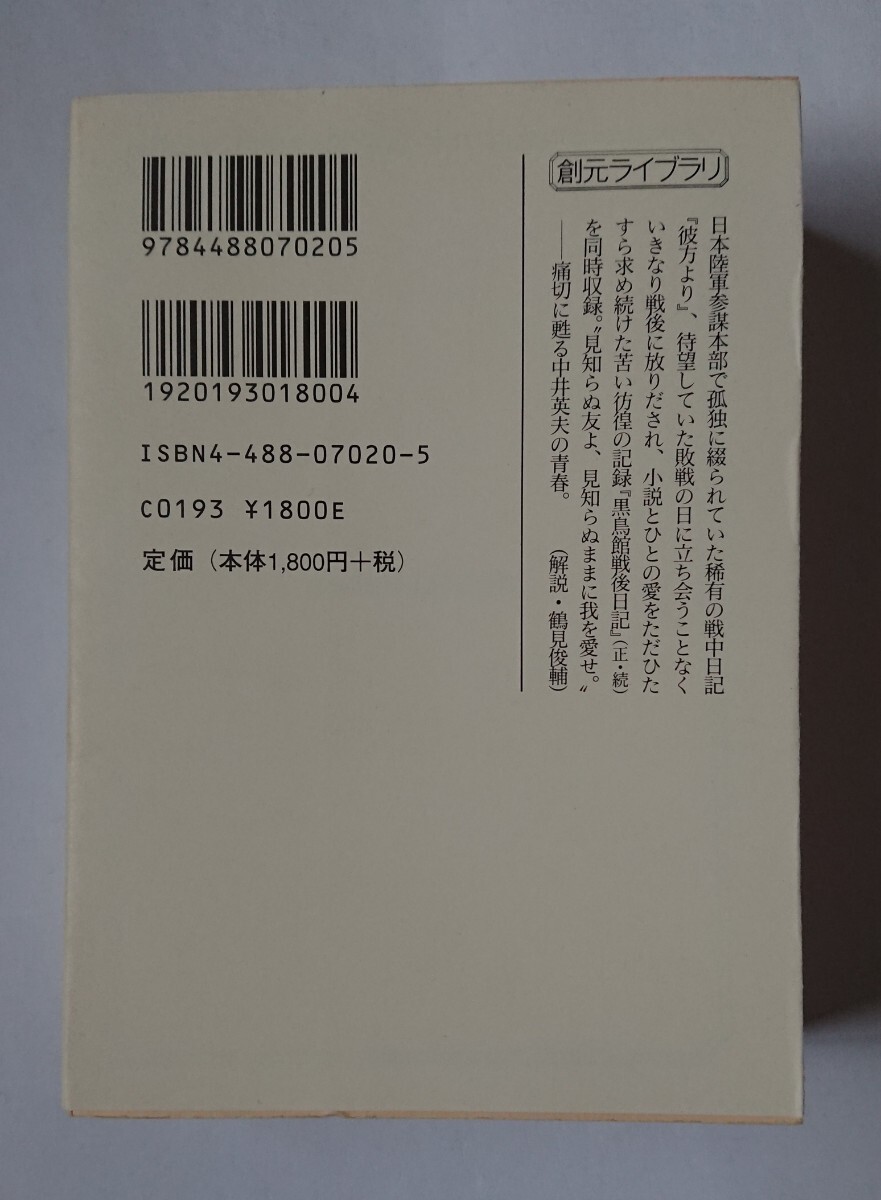 創元ライブラリ
日本陸軍参謀本部で孤独に綴られていた稀有の戦中日記
『彼方より』、待望していた敗戦の日に立ち会うことなく
いきなり戦後に放りだされ、小説とひとの愛をただひた
すら求め続けた苦い彷徨の記録『黒鳥館戦後日記』(正・続)
を同時収録。〝見知らぬ友よ、見知らぬままに我を愛せ。〟
――痛切に甦る中井英夫の青春。 (解説・鶴見俊輔)
9784488070205
1920193018004
ISBN4-488-07020-5
C0193 ¥1800E
定価(本体1,800円+税)